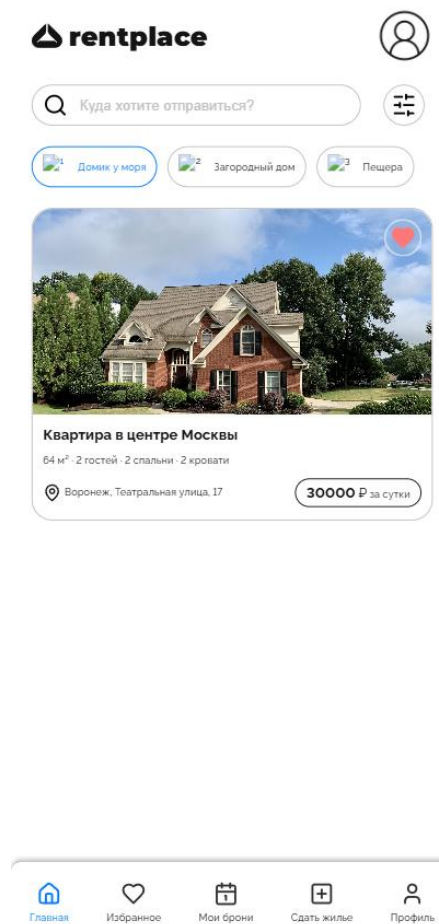 rentplace
Куда хотите отправиться?
1 Домик у моря 2 Загородный дом 3 Пещера
Квартира в центре Москвы
64 м² · 2 гостей · 2 спальни · 2 кровати
Воронеж, Театральная улица, 17 30000 ₽ за сутки
Главная Избранное Мои брони Сдать жилье Профиль